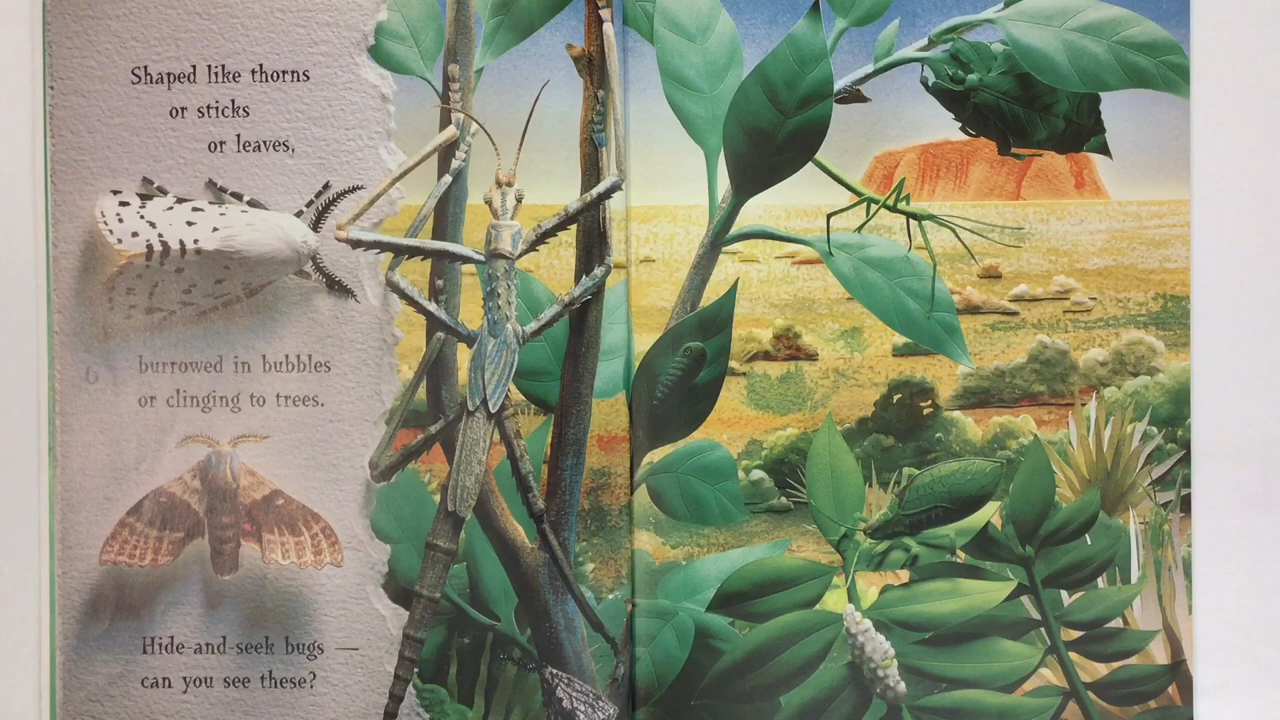 Shaped like thorns
or sticks
or leaves,
burrowed in bubbles
or clinging to trees.
Hide-and-seek bugs —
can you see these?